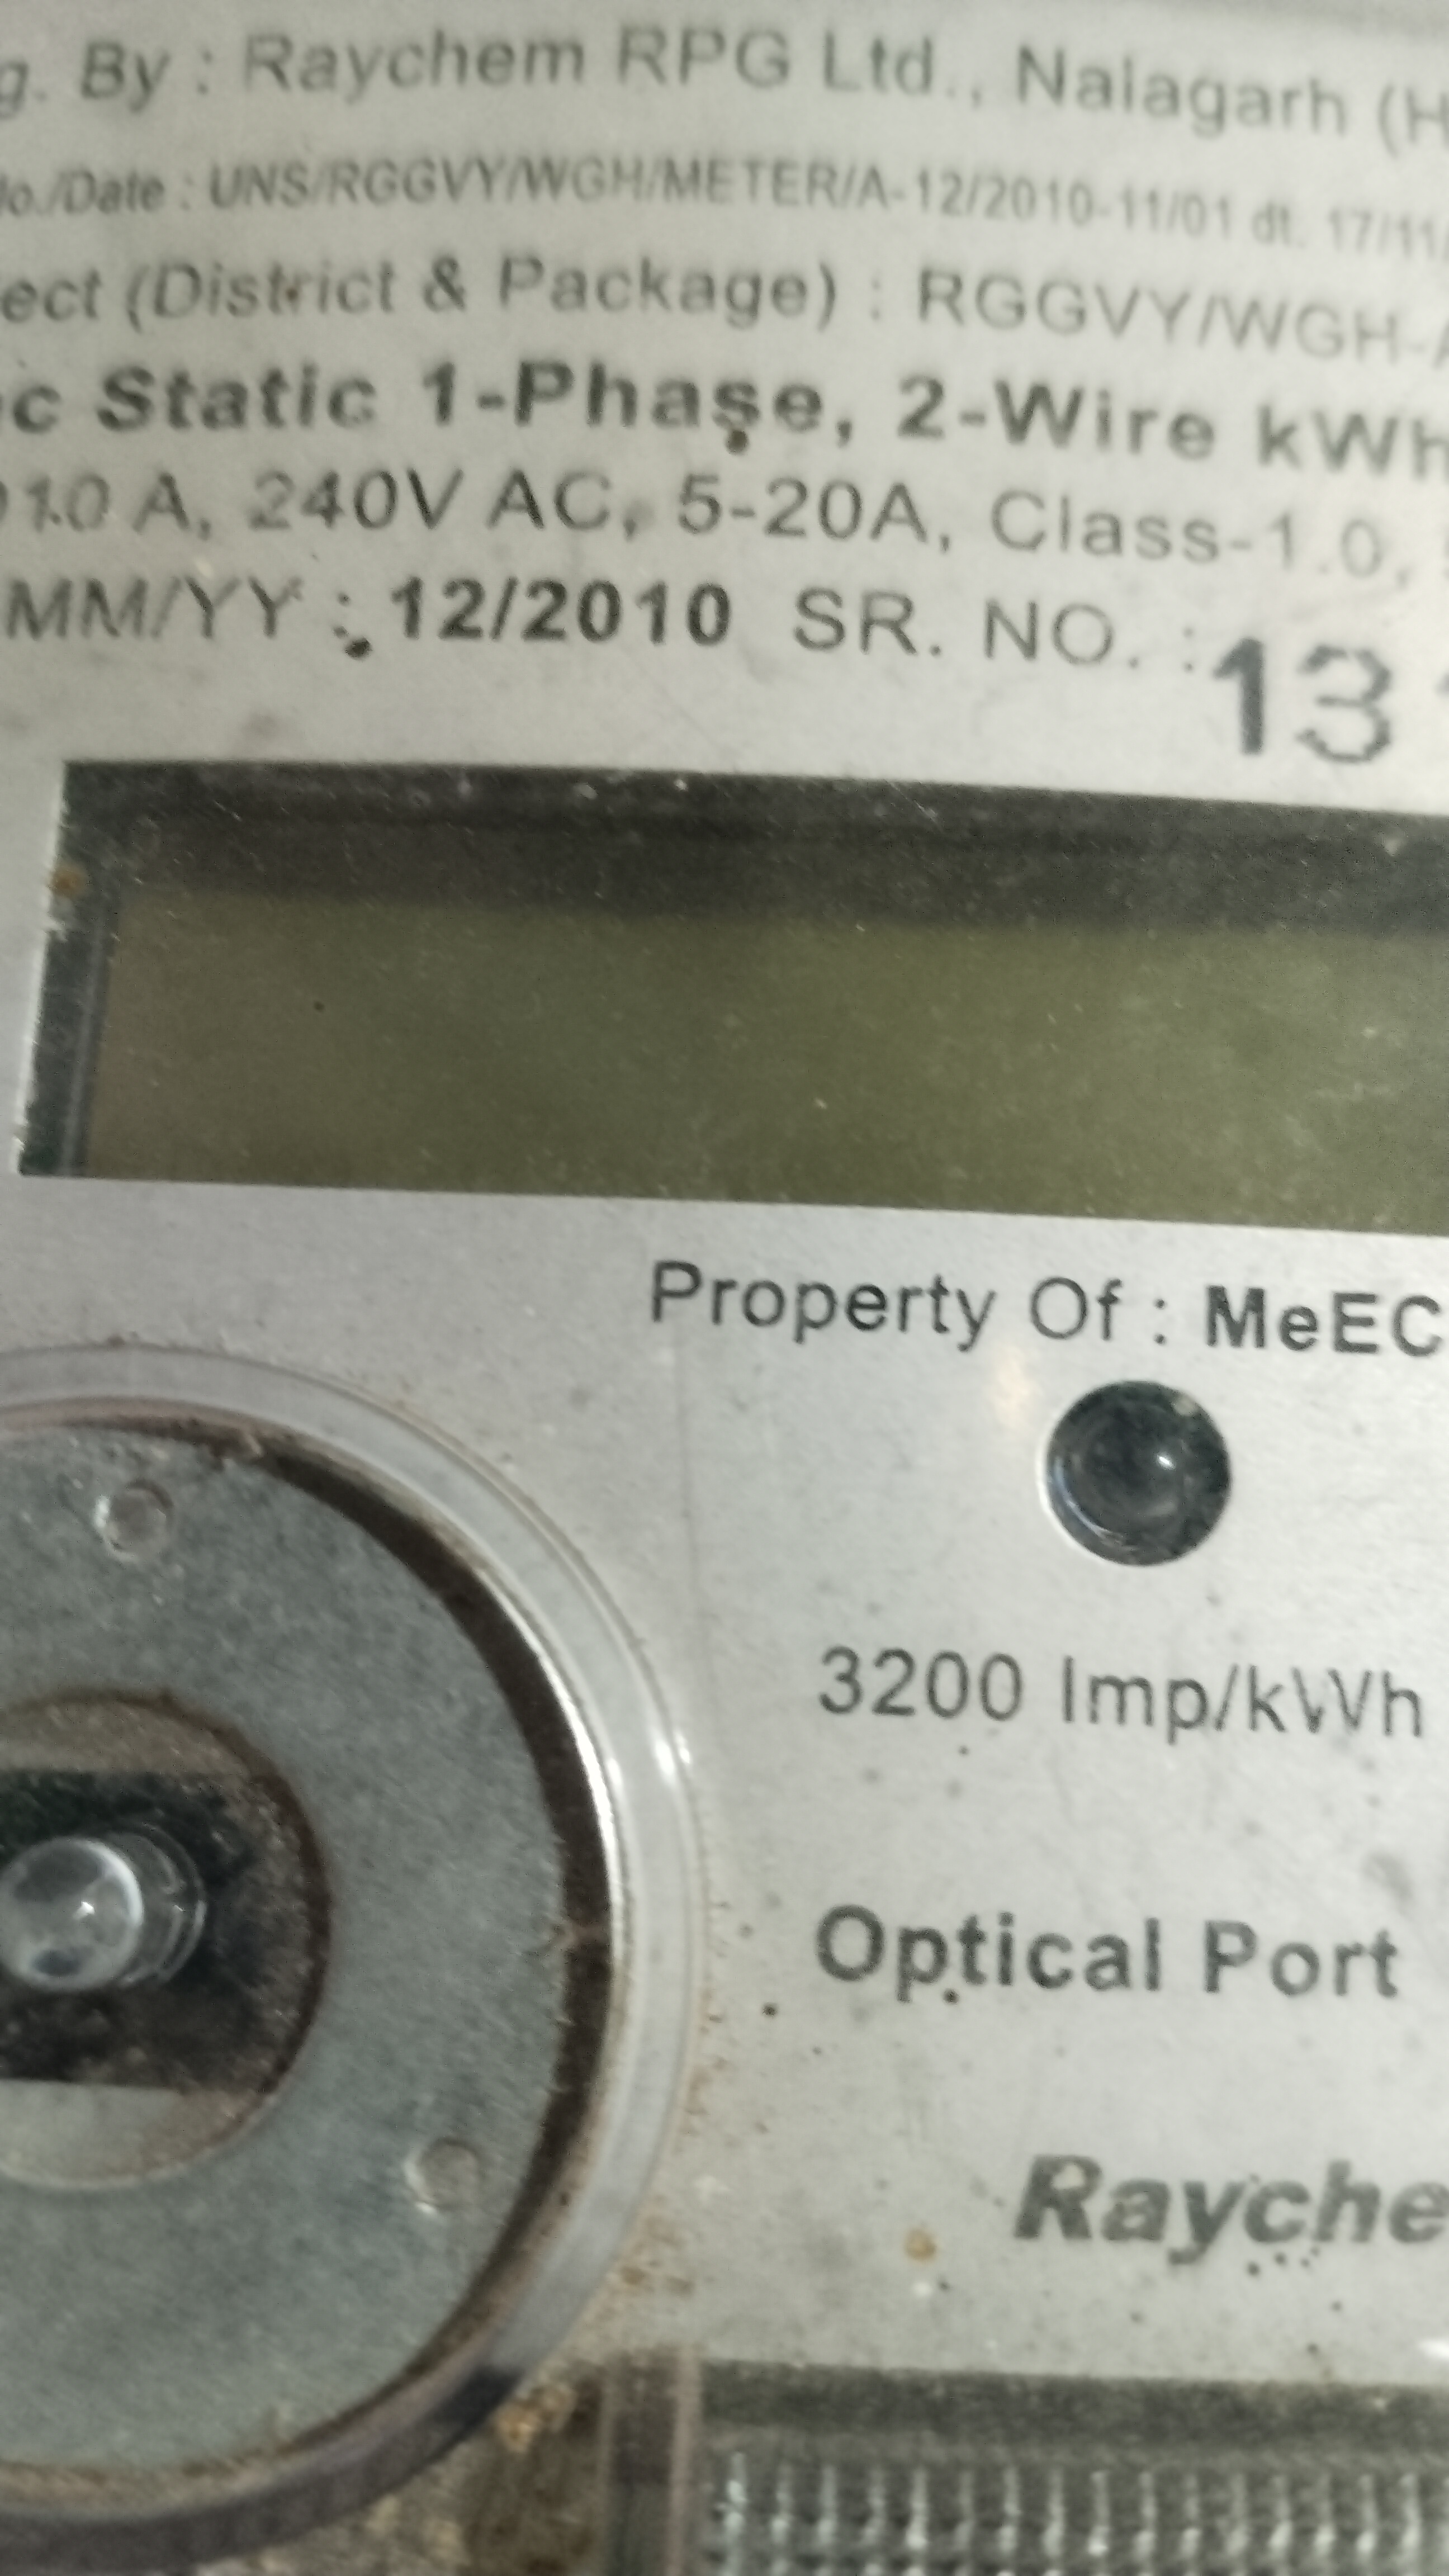 g. By : Raychem RPG Ltd., Nalagarh (H
No./Date : UNS/RGGVY/WGH/METER/A-12/2010-11/01 dt. 17/11/
ect (District & Package) : RGGVY/WGH-A
c Static 1-Phase, 2-Wire kWh
010 A, 240V AC, 5-20A, Class-1.0,
MM/YY : 12/2010 SR. NO. : 13
Property Of : MeEC
3200 Imp/kWh
Optical Port
Rayche